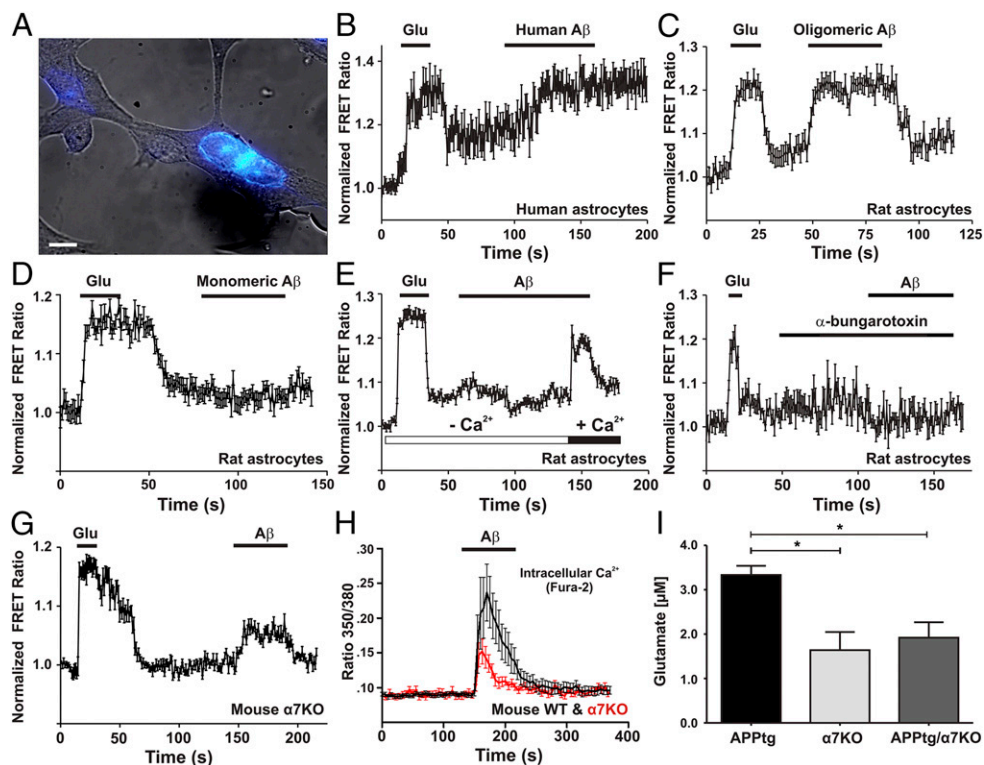 A
B
Glu
Human Aβ
Normalized FRET Ratio
1.4
1.2
1.0
Human astrocytes
0
50
100
150
200
Time (s)
C
Glu
Oligomeric Aβ
Normalized FRET Ratio
1.3
1.2
1.1
1.0
Rat astrocytes
0
25
50
75
100
125
Time (s)
D
Glu
Monomeric Aβ
Normalized FRET Ratio
1.2
1.1
1.0
Rat astrocytes
0
50
100
150
Time (s)
E
Glu
Aβ
Normalized FRET Ratio
1.3
1.2
1.1
1.0
- Ca²⁺
+ Ca²⁺
Rat astrocytes
0
50
100
150
200
Time (s)
F
Glu
Aβ
α-bungarotoxin
Normalized FRET Ratio
1.3
1.2
1.1
1.0
Rat astrocytes
0
50
100
150
Time (s)
G
Glu
Aβ
Normalized FRET Ratio
1.2
1.1
1.0
Mouse α7KO
0
50
100
150
200
Time (s)
H
Aβ
Intracellular Ca²⁺
(Fura-2)
Ratio 350/380
.30
.20
.10
Mouse WT & α7KO
0
100
200
300
400
Time (s)
I
*
*
Glutamate [µM]
4.0
3.0
2.0
1.0
0.0
APPtg
α7KO
APPtg/α7KO